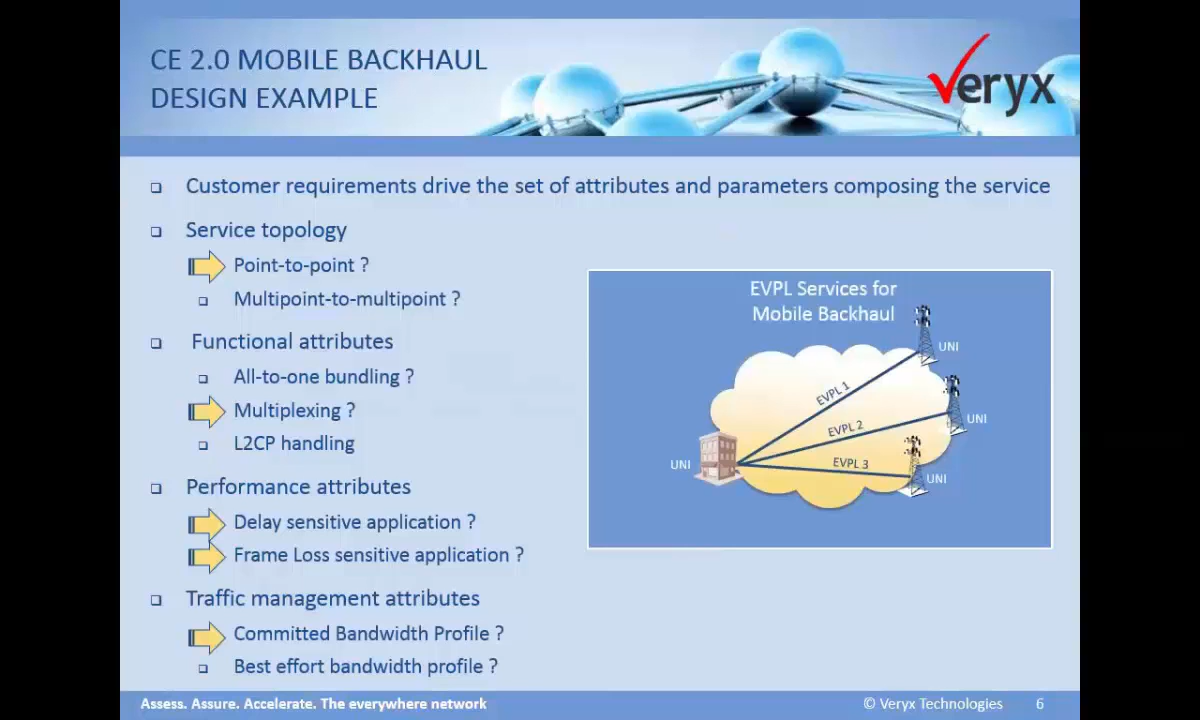 CE 2.0 MOBILE BACKHAUL
DESIGN EXAMPLE
Veryx
Customer requirements drive the set of attributes and parameters composing the service
Service topology
Point-to-point ?
Multipoint-to-multipoint ?
Functional attributes
All-to-one bundling ?
Multiplexing ?
L2CP handling
Performance attributes
Delay sensitive application ?
Frame Loss sensitive application ?
Traffic management attributes
Committed Bandwidth Profile ?
Best effort bandwidth profile ?
EVPL Services for
Mobile Backhaul
UNI
EVPL 1
UNI
EVPL 2
UNI
EVPL 3
UNI
Assess. Assure. Accelerate. The everywhere network
© Veryx Technologies
6